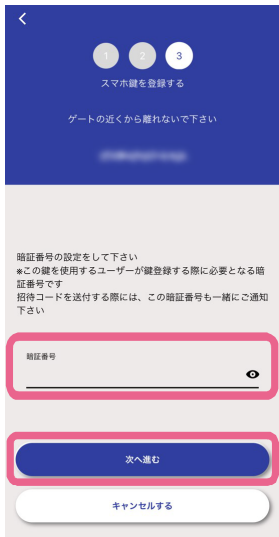 1 2 3
スマホ鍵を登録する
ゲートの近くから離れないで下さい
暗証番号の設定をして下さい
※この鍵を使用するユーザーが鍵登録する際に必要となる暗
証番号です
招待コードを送付する際には、この暗証番号も一緒にご通知
下さい
暗証番号
次へ進む
キャンセルする